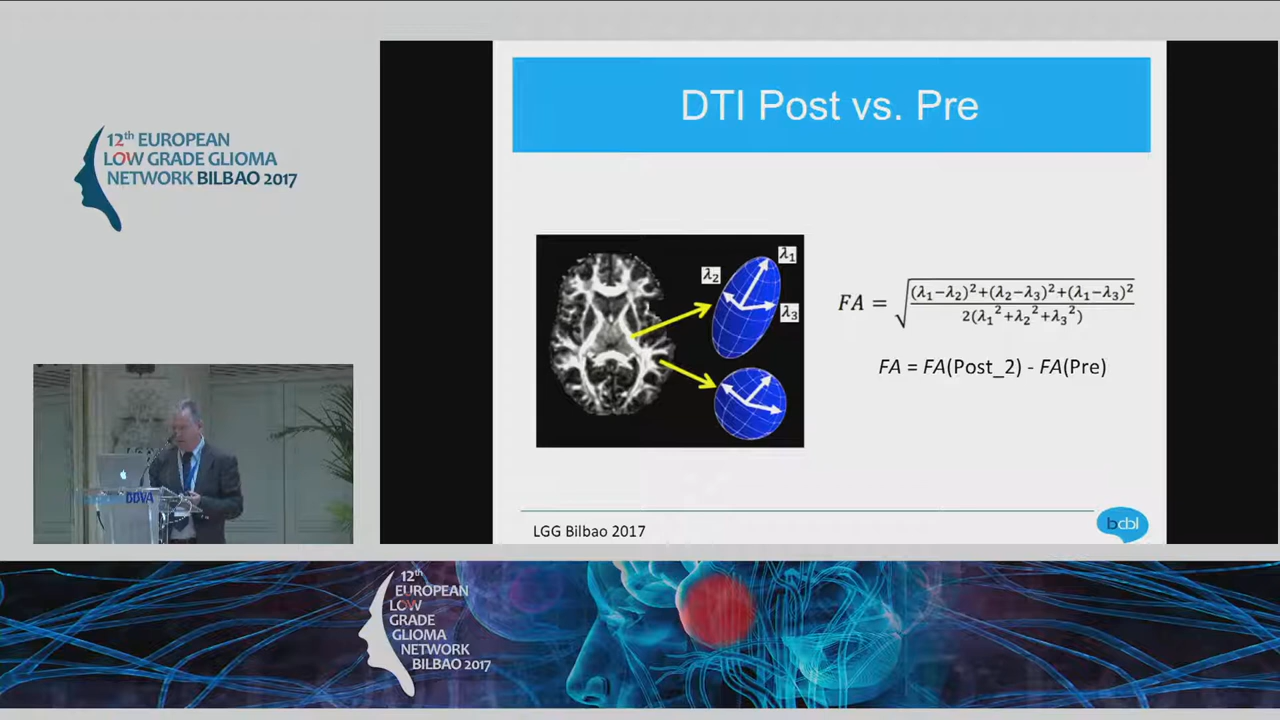 12th EUROPEAN
LOW GRADE GLIOMA
NETWORK BILBAO 2017
DTI Post vs. Pre
λ1
λ2
λ3
FA = √((λ1−λ2)²+(λ2−λ3)²+(λ1−λ3)² / 2(λ1²+λ2²+λ3²))
FA = FA(Post_2) - FA(Pre)
BBVA
LGG Bilbao 2017
bcbl
12th
EUROPEAN
LOW
GRADE
GLIOMA
NETWORK
BILBAO 2017